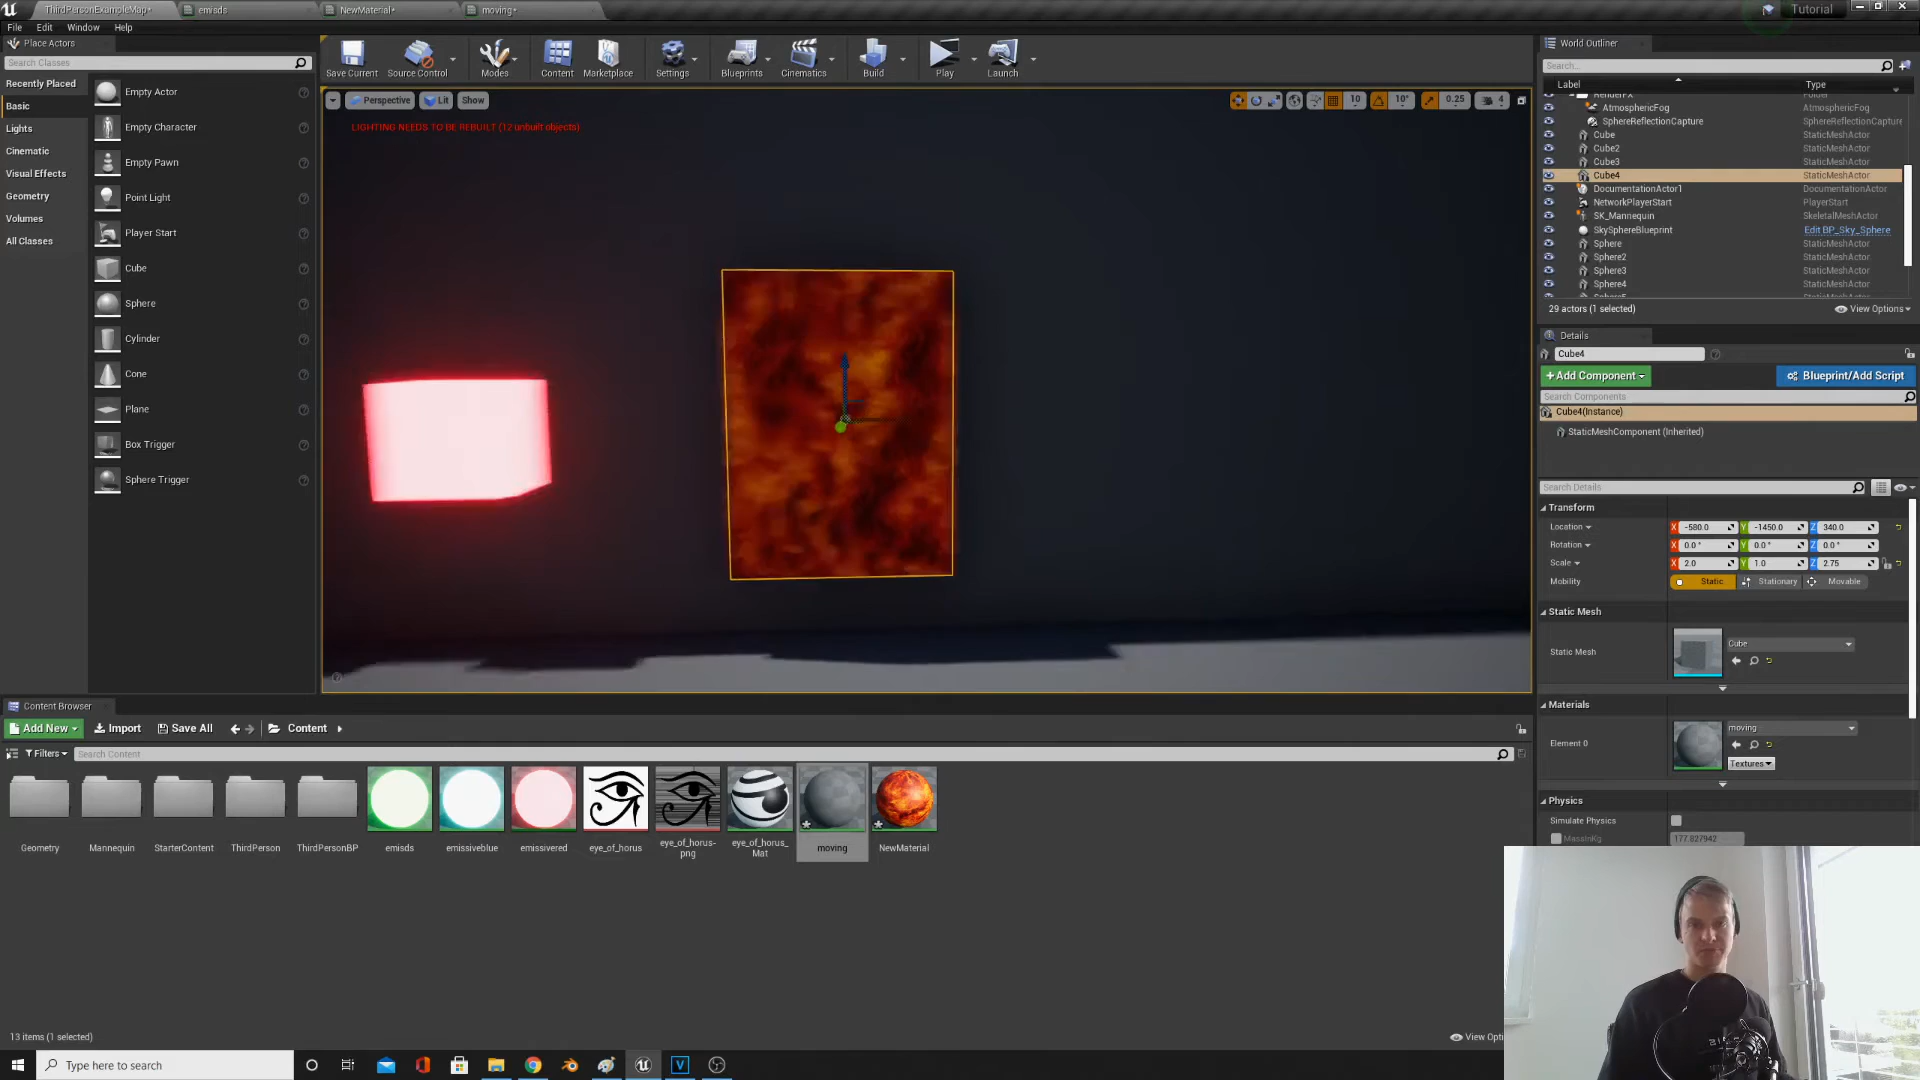 ThirdPersonExampleMap*
emisds
NewMaterial*
moving*
Tutorial
File Edit Window Help
Place Actors
Search Classes
Recently Placed
Basic
Lights
Cinematic
Visual Effects
Geometry
Volumes
All Classes
Empty Actor
Empty Character
Empty Pawn
Point Light
Player Start
Cube
Sphere
Cylinder
Cone
Plane
Box Trigger
Sphere Trigger
Save Current
Source Control
Modes
Content
Marketplace
Settings
Blueprints
Cinematics
Build
Play
Launch
Perspective Lit Show
10 10° 0.25 4
LIGHTING NEEDS TO BE REBUILT (12 unbuilt objects)
World Outliner
Search...
Label Type
RenderFX Folder
AtmosphericFog AtmosphericFog
SphereReflectionCapture SphereReflectionCapture
Cube StaticMeshActor
Cube2 StaticMeshActor
Cube3 StaticMeshActor
Cube4 StaticMeshActor
DocumentationActor1 DocumentationActor
NetworkPlayerStart PlayerStart
SK_Mannequin SkeletalMeshActor
SkySphereBlueprint Edit BP_Sky_Sphere
Sphere StaticMeshActor
Sphere2 StaticMeshActor
Sphere3 StaticMeshActor
Sphere4 StaticMeshActor
29 actors (1 selected)
View Options
Details
Cube4
+Add Component
Blueprint/Add Script
Search Components
Cube4(Instance)
StaticMeshComponent (Inherited)
Search Details
Transform
Location X -580.0 Y -1450.0 Z 340.0
Rotation X 0.0° Y 0.0° Z 0.0°
Scale X 2.0 Y 1.0 Z 2.75
Mobility Static Stationary Movable
Static Mesh
Static Mesh
Cube
Materials
Element 0
moving
Textures
Physics
Simulate Physics
MassInKg 177.827942
Content Browser
Add New Import Save All Content
Filters Search Content
Geometry
Mannequin
StarterContent
ThirdPerson
ThirdPersonBP
emisds
emissiveblue
emissivered
eye_of_horus
eye_of_horus-png
eye_of_horus_Mat
moving
NewMaterial
13 items (1 selected)
View Opti
Type here to search